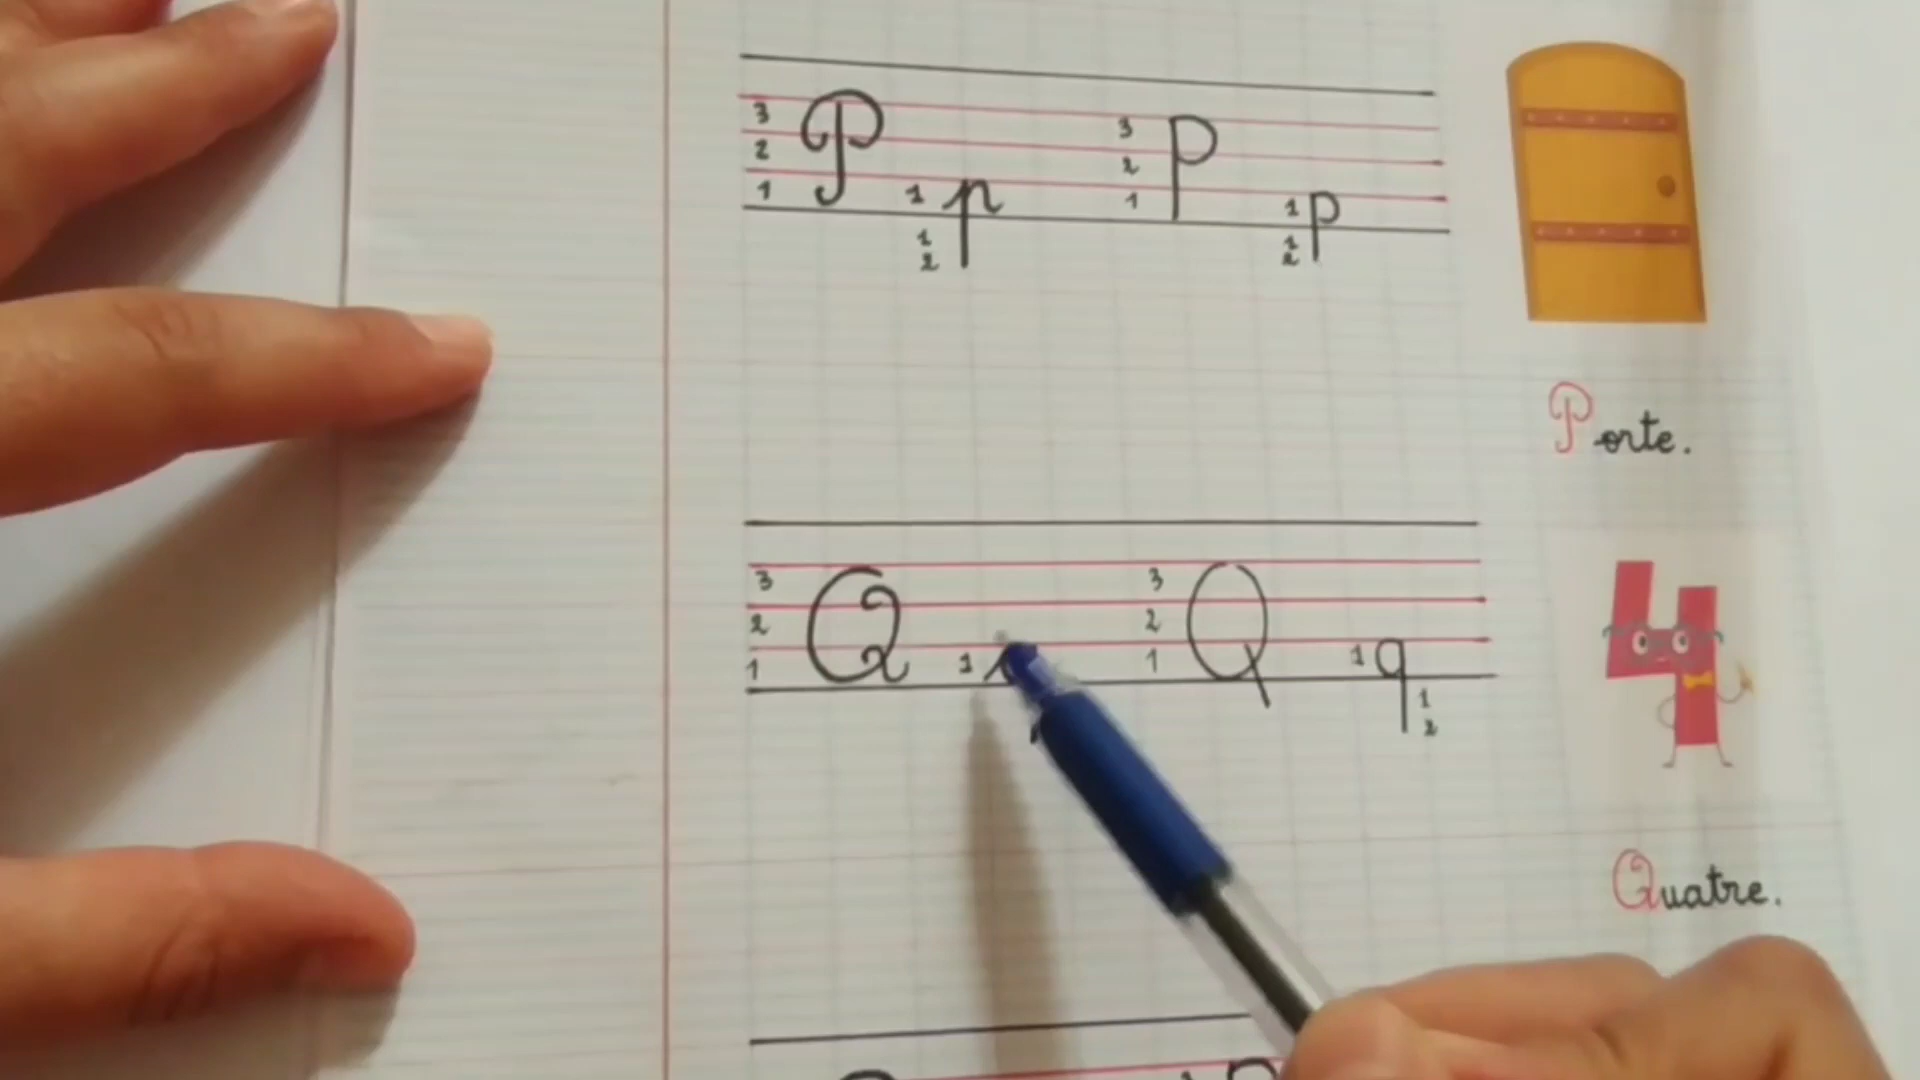 3 P 3 P
2 2
1 1 p 1 1 p
1 1
2 2
Porte.
3 Q 3 Q
2 2
1 1 1 1 q
1
2
Quatre.